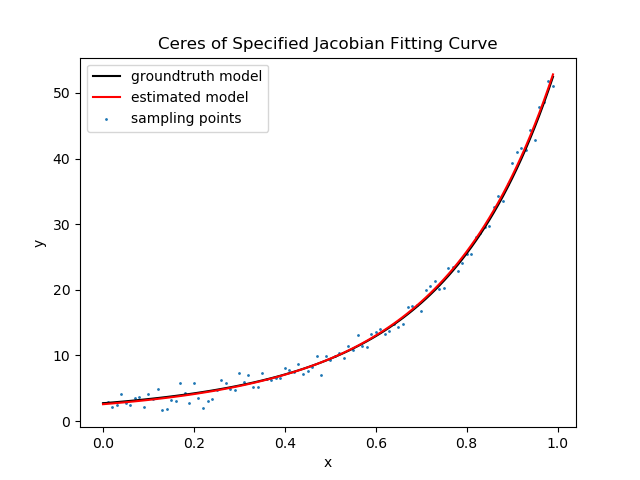 Ceres of Specified Jacobian Fitting Curve
groundtruth model
estimated model
sampling points
y
50
40
30
20
10
0
0.0 0.2 0.4 0.6 0.8 1.0
x